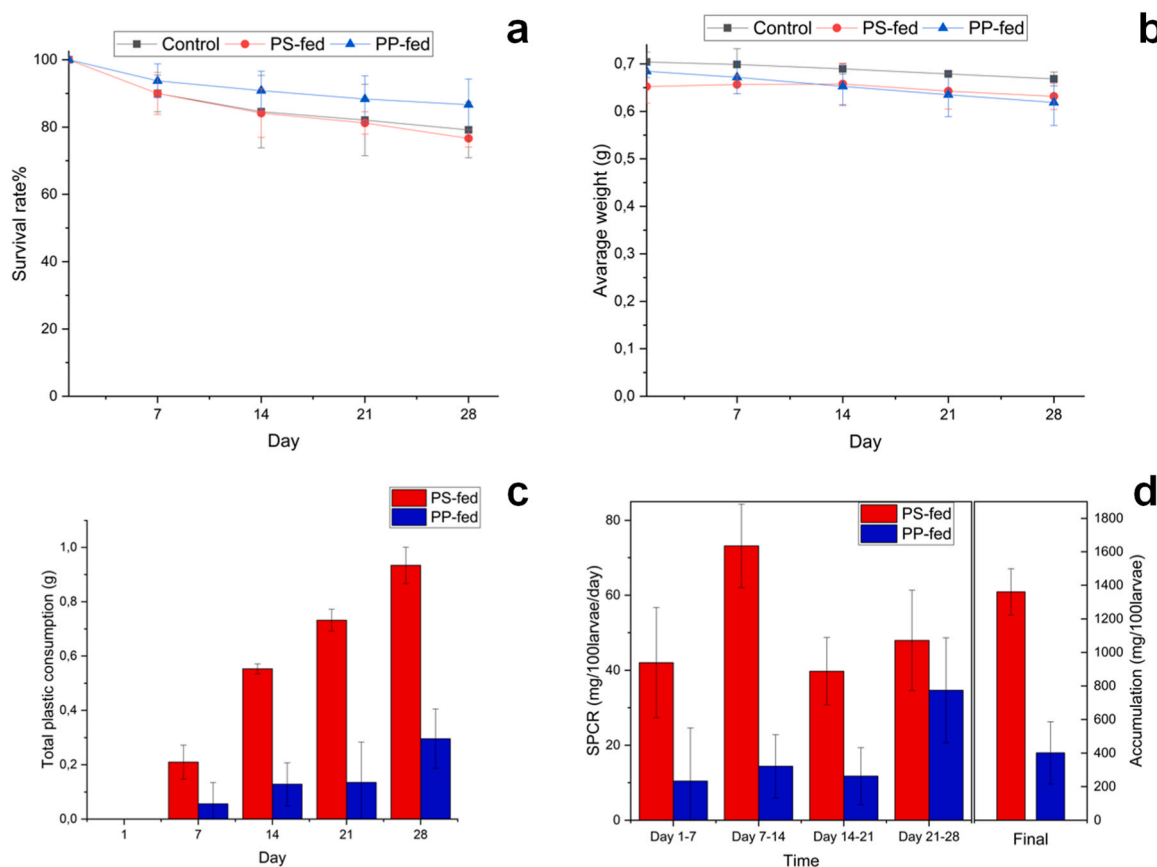 a
Control PS-fed PP-fed
100
80
60
40
20
0
Survival rate%
7 14 21 28
Day
b
Control PS-fed PP-fed
0,7
0,6
0,5
0,4
0,3
0,2
0,1
0,0
Avarage weight (g)
7 14 21 28
Day
c
PS-fed
PP-fed
1,0
0,8
0,6
0,4
0,2
0,0
Total plastic consumption (g)
1 7 14 21 28
Day
d
PS-fed
PP-fed
80
60
40
20
0
SPCR (mg/100larvae/day)
Day 1-7 Day 7-14 Day 14-21 Day 21-28 Final
Time
1800
1600
1400
1200
1000
800
600
400
200
0
Accumulation (mg/100larvae)